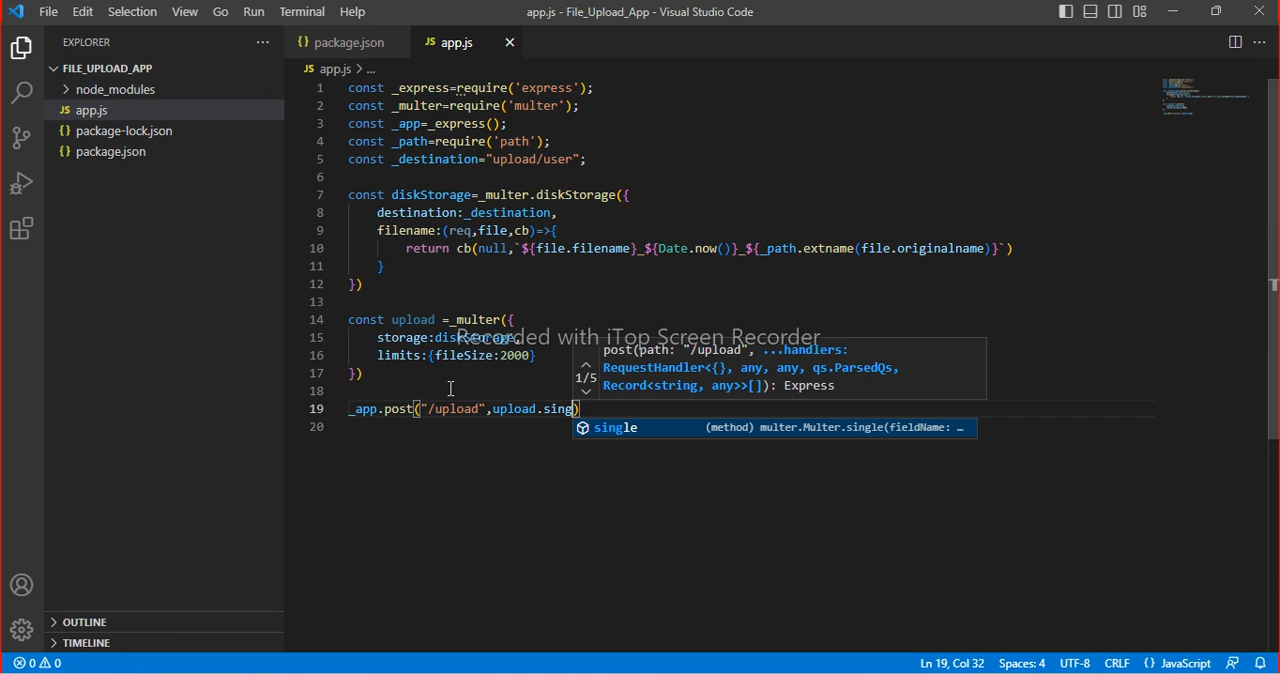 File Edit Selection View Go Run Terminal Help
app.js - File_Upload_App - Visual Studio Code
EXPLORER ...
FILE_UPLOAD_APP
node_modules
JS app.js
{} package-lock.json
{} package.json
OUTLINE
TIMELINE
{} package.json JS app.js
JS app.js > ...
1 const _express=require('express');
2 const _multer=require('multer');
3 const _app=_express();
4 const _path=require('path');
5 const _destination="upload/user";
6
7 const diskStorage=_multer.diskStorage({
8 destination:_destination,
9 filename:(req,file,cb)=>{
10 return cb(null,`${file.filename}_${Date.now()}_${_path.extname(file.originalname)}`)
11 }
12 })
13
14 const upload =_multer({
15 storage:diskStorage,
Recorded with iTop Screen Recorder
16 limits:{fileSize:2000}
17 })
18
19 _app.post("/upload",upload.sing)
20
1/5
post(path: "/upload", ...handlers:
RequestHandler<{}, any, any, qs.ParsedQs,
Record<string, any>>[]): Express
single (method) multer.Multer.single(fieldName: …
0 0
Ln 19, Col 32 Spaces: 4 UTF-8 CRLF {} JavaScript